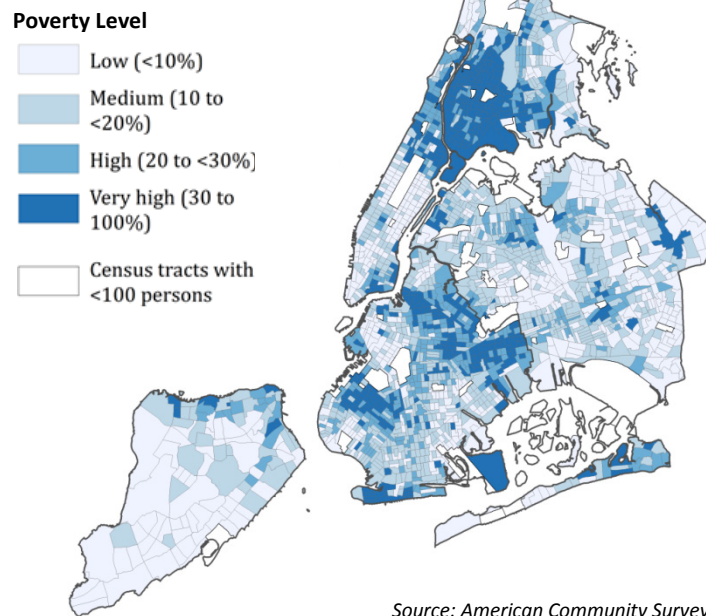 Poverty Level
Low (<10%)
Medium (10 to
<20%)
High (20 to <30%)
Very high (30 to
100%)
Census tracts with
<100 persons
Source: American Community Survey